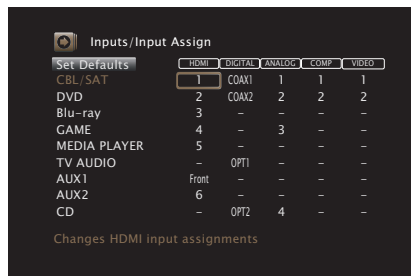 Inputs/Input Assign
Set Defaults HDMI DIGITAL ANALOG COMP VIDEO
CBL/SAT 1 COAX1 1 1 1
DVD 2 COAX2 2 2 2
Blu-ray 3 - - - -
GAME 4 - 3 - -
MEDIA PLAYER 5 - - - -
TV AUDIO - OPT1 - - -
AUX1 Front - - - -
AUX2 6 - - - -
CD - OPT2 4 - -
Changes HDMI input assignments